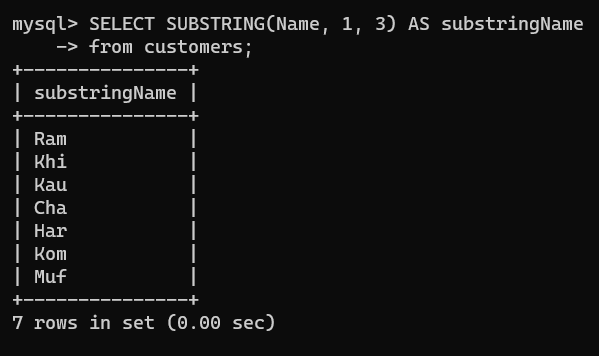 mysql> SELECT SUBSTRING(Name, 1, 3) AS substringName
    -> from customers;
+---------------+
| substringName |
+---------------+
| Ram           |
| Khi           |
| Kau           |
| Cha           |
| Har           |
| Kom           |
| Muf           |
+---------------+
7 rows in set (0.00 sec)